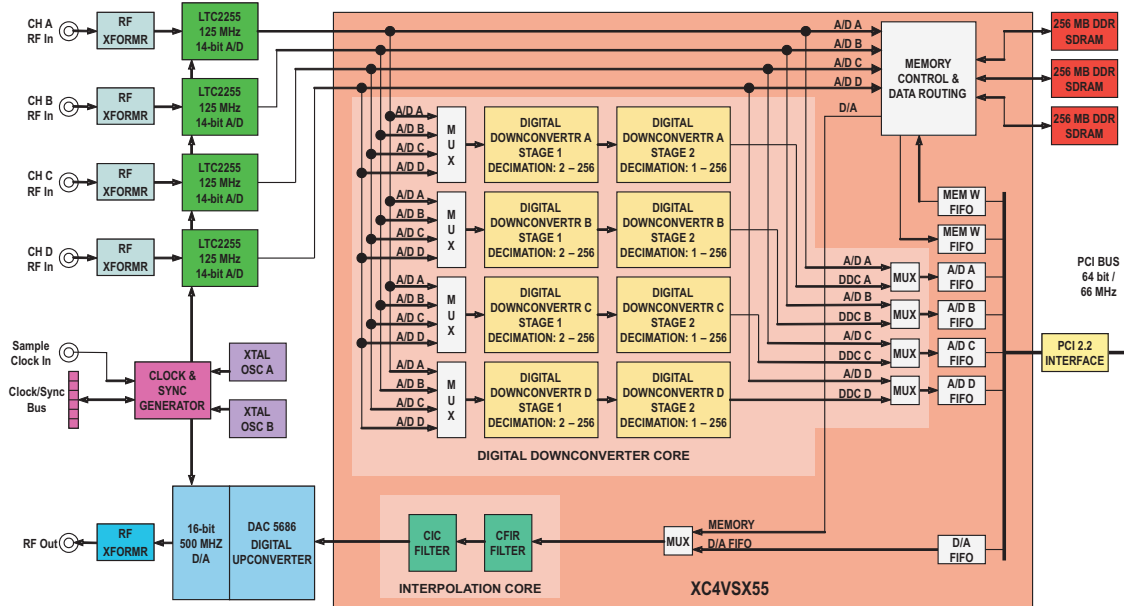 CH A
RF In
RF
XFORMR
LTC2255
125 MHz
14-bit A/D
CH B
RF In
RF
XFORMR
LTC2255
125 MHz
14-bit A/D
CH C
RF In
RF
XFORMR
LTC2255
125 MHz
14-bit A/D
CH D
RF In
RF
XFORMR
LTC2255
125 MHz
14-bit A/D
Sample
Clock In
Clock/Sync
Bus
CLOCK &
SYNC
GENERATOR
XTAL
OSC A
XTAL
OSC B
RF Out
RF
XFORMR
16-bit
500 MHZ
D/A
DAC 5686
DIGITAL
UPCONVERTER
A/D A
A/D B
A/D C
A/D D
D/A
MEMORY
CONTROL &
DATA ROUTING
256 MB DDR
SDRAM
256 MB DDR
SDRAM
256 MB DDR
SDRAM
A/D A
A/D B
A/D C
A/D D
M
U
X
DIGITAL
DOWNCONVERTR A
STAGE 1
DECIMATION: 2 – 256
DIGITAL
DOWNCONVERTR A
STAGE 2
DECIMATION: 1 – 256
A/D A
A/D B
A/D C
A/D D
M
U
X
DIGITAL
DOWNCONVERTR B
STAGE 1
DECIMATION: 2 – 256
DIGITAL
DOWNCONVERTR B
STAGE 2
DECIMATION: 1 – 256
A/D A
A/D B
A/D C
A/D D
M
U
X
DIGITAL
DOWNCONVERTR C
STAGE 1
DECIMATION: 2 – 256
DIGITAL
DOWNCONVERTR C
STAGE 2
DECIMATION: 1 – 256
A/D A
A/D B
A/D C
A/D D
M
U
X
DIGITAL
DOWNCONVERTR D
STAGE 1
DECIMATION: 2 – 256
DIGITAL
DOWNCONVERTR D
STAGE 2
DECIMATION: 1 – 256
DIGITAL DOWNCONVERTER CORE
MEM W
FIFO
MEM W
FIFO
A/D A
DDC A
MUX
A/D A
FIFO
A/D B
DDC B
MUX
A/D B
FIFO
A/D C
DDC C
MUX
A/D C
FIFO
A/D D
DDC D
MUX
A/D D
FIFO
PCI BUS
64 bit /
66 MHz
PCI 2.2
INTERFACE
CIC
FILTER
CFIR
FILTER
INTERPOLATION CORE
MUX
MEMORY
D/A FIFO
D/A
FIFO
XC4VSX55